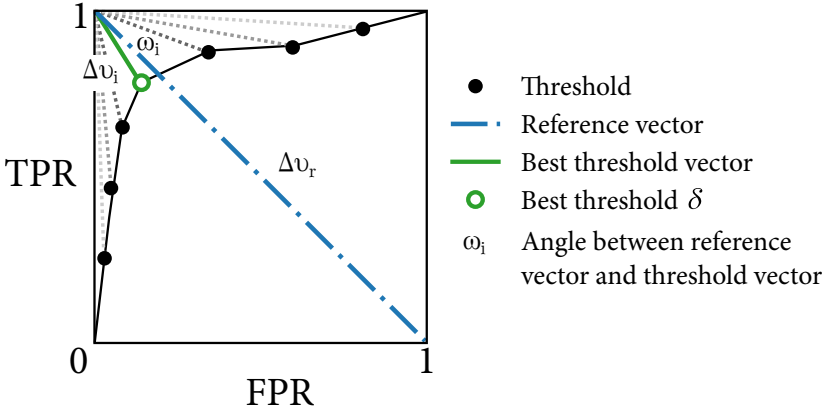 1
ωᵢ
Δυᵢ
TPR
Δυᵣ
0
1
FPR
Threshold
Reference vector
Best threshold vector
Best threshold δ
ωᵢ Angle between reference
vector and threshold vector